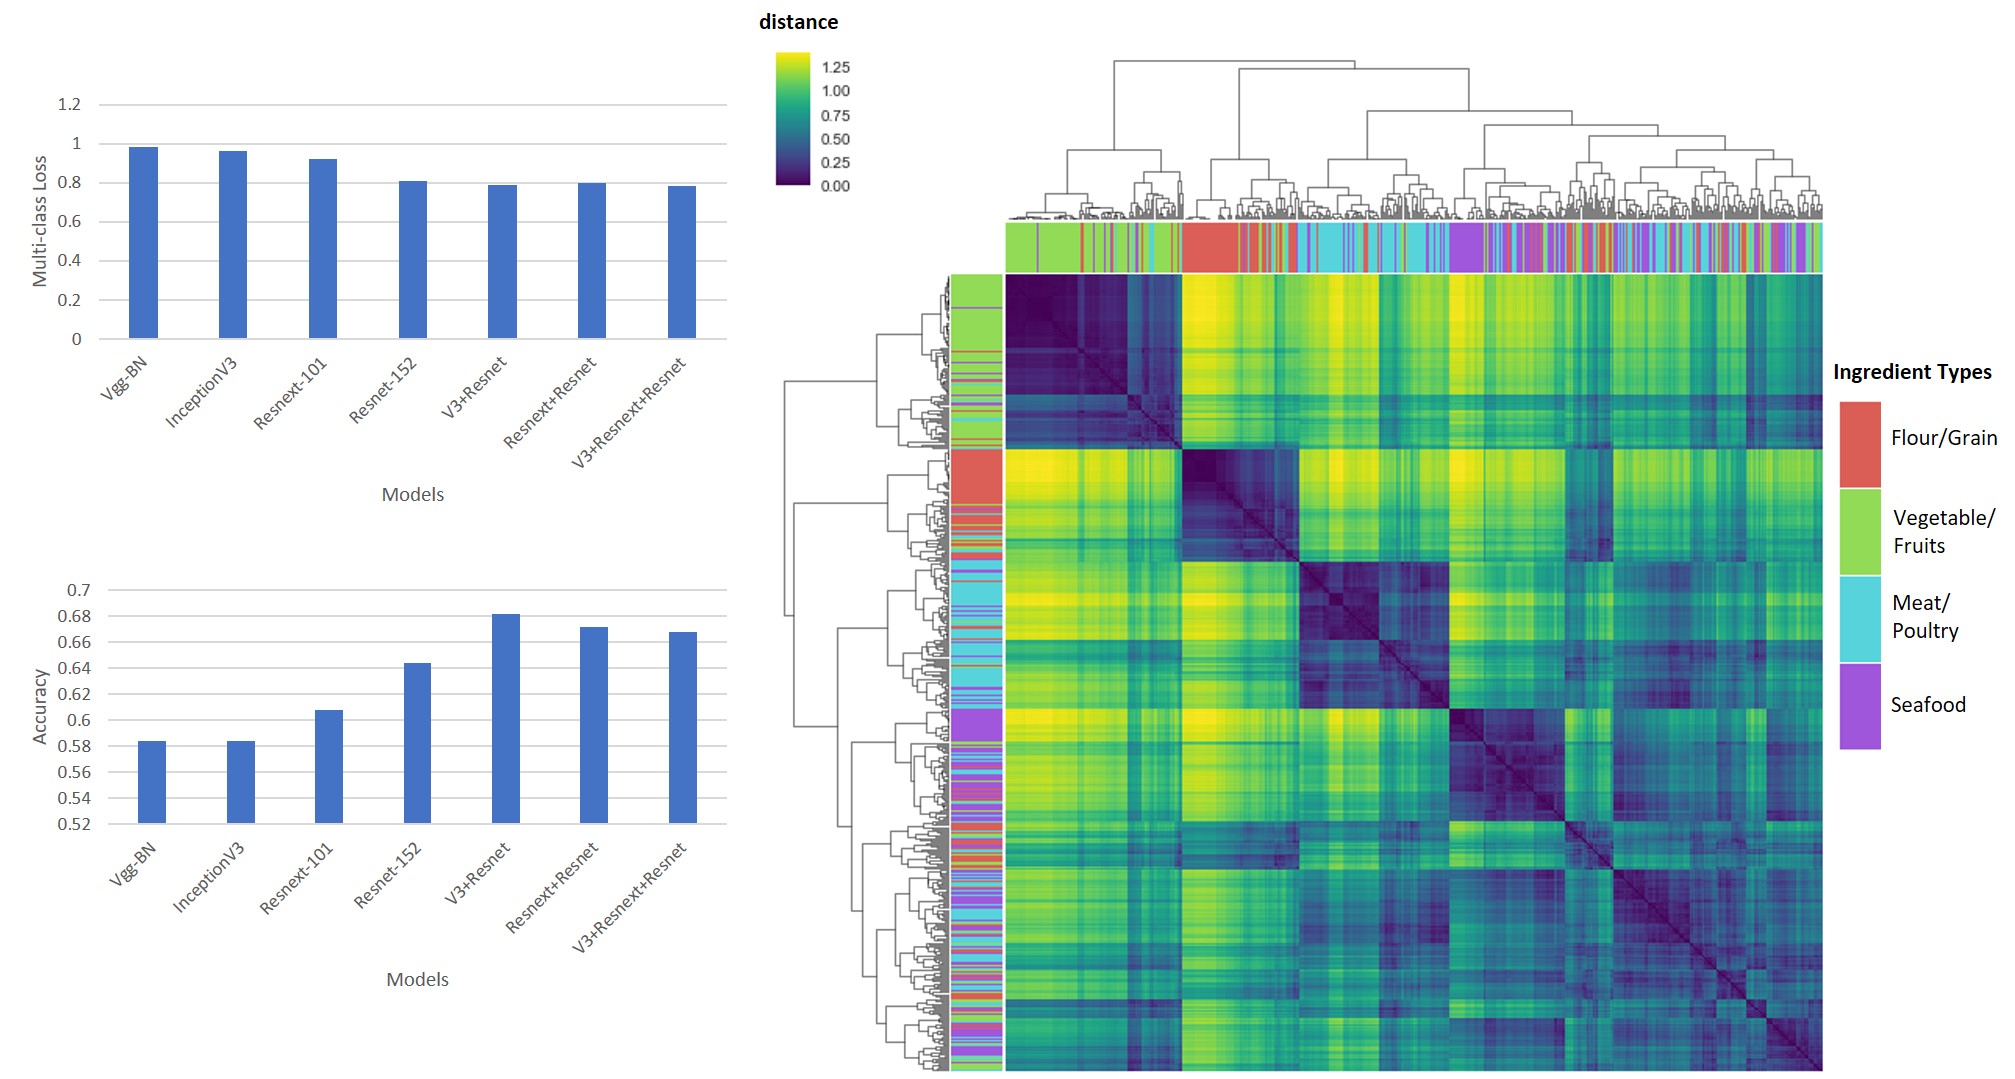 1.2
1
0.8
0.6
0.4
0.2
0
Multi-class Loss
Vgg-BN
InceptionV3
Resnext-101
Resnet-152
V3+Resnet
Resnext+Resnet
V3+Resnext+Resnet
Models
0.7
0.68
0.66
0.64
0.62
0.6
0.58
0.56
0.54
0.52
Accuracy
Vgg-BN
InceptionV3
Resnext-101
Resnet-152
V3+Resnet
Resnext+Resnet
V3+Resnext+Resnet
Models
distance
1.25
1.00
0.75
0.50
0.25
0.00
Ingredient Types
Flour/Grain
Vegetable/
Fruits
Meat/
Poultry
Seafood